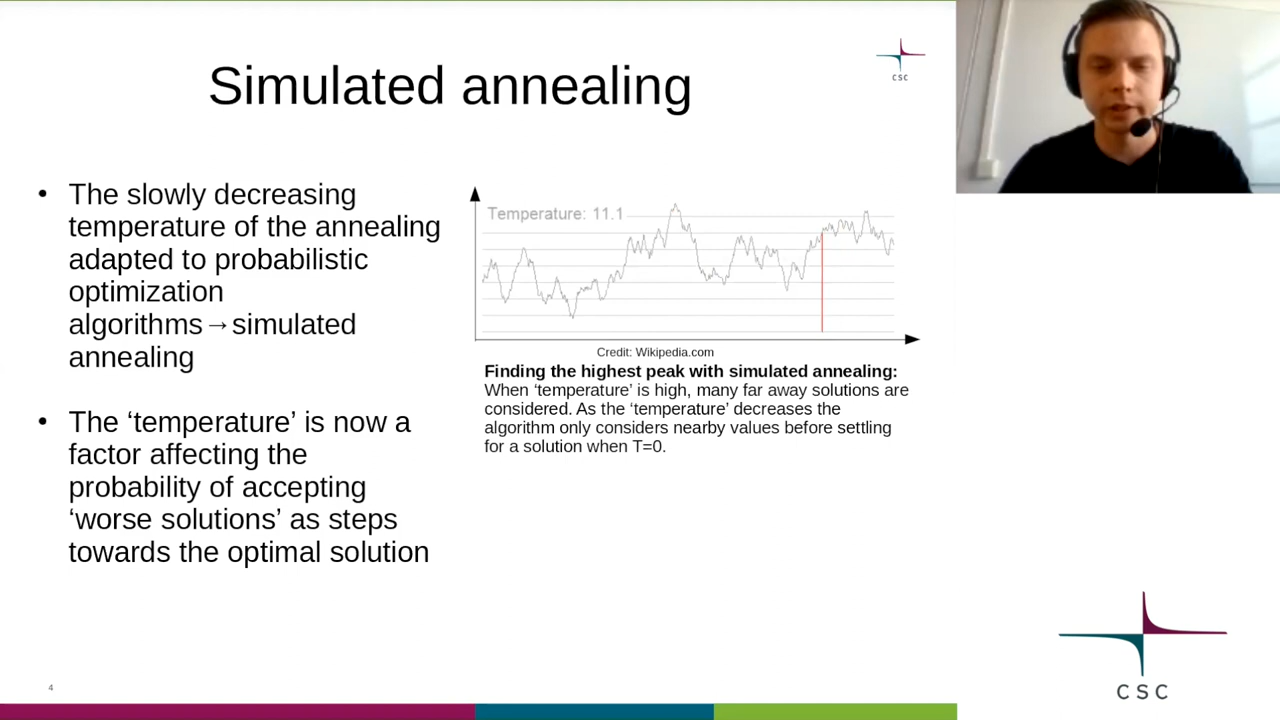 Simulated annealing
CSC
• The slowly decreasing
temperature of the annealing
adapted to probabilistic
optimization
algorithms→simulated
annealing
• The ‘temperature’ is now a
factor affecting the
probability of accepting
‘worse solutions’ as steps
towards the optimal solution
Temperature: 11.1
Credit: Wikipedia.com
Finding the highest peak with simulated annealing:
When ‘temperature’ is high, many far away solutions are
considered. As the ‘temperature’ decreases the
algorithm only considers nearby values before settling
for a solution when T=0.
4
CSC